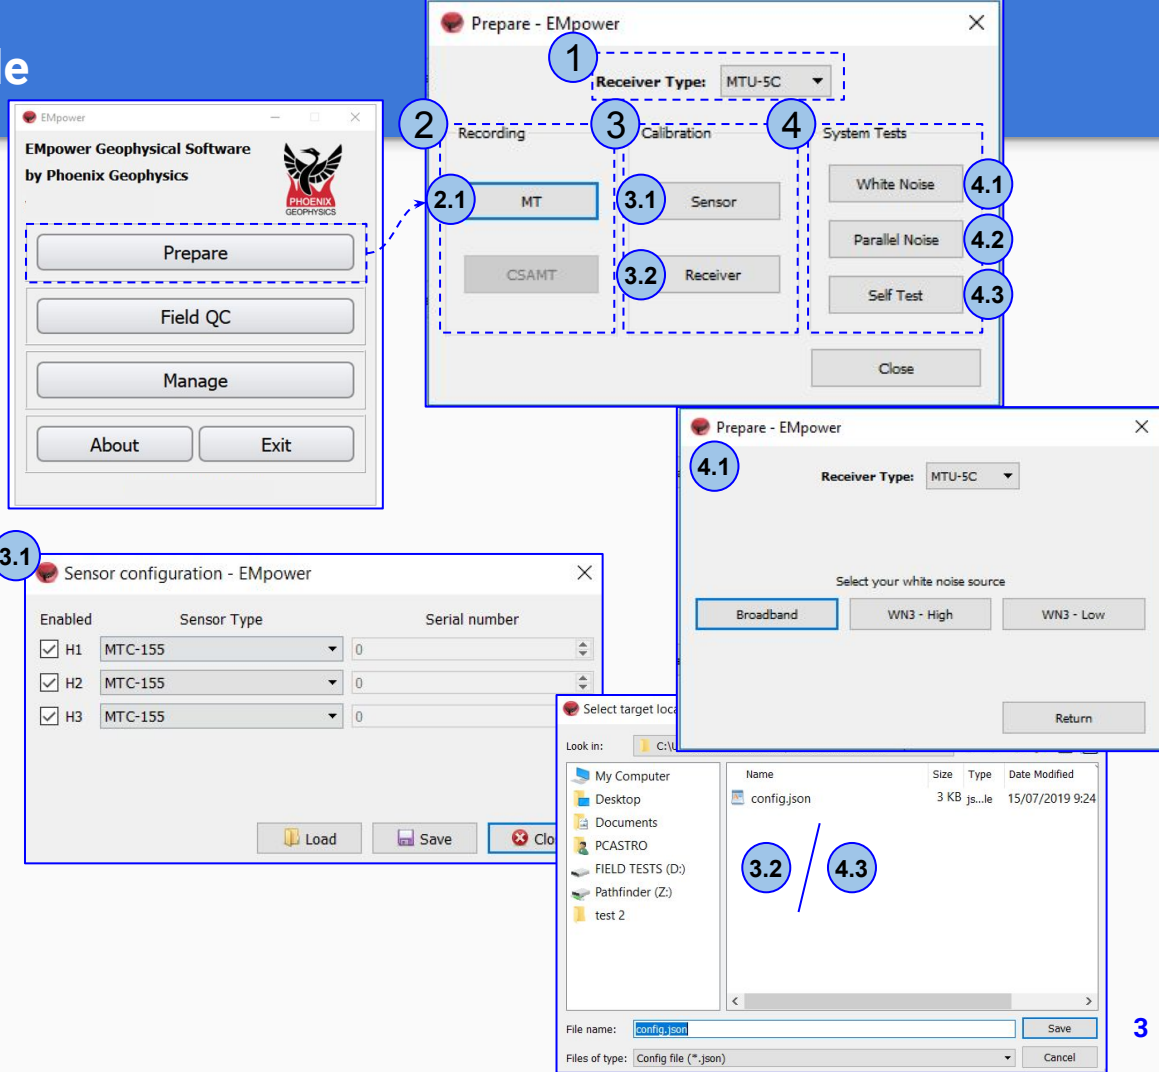 le
EMpower
EMpower Geophysical Software
by Phoenix Geophysics
PHOENIX
GEOPHYSICS
Prepare
Field QC
Manage
About
Exit
Prepare - EMpower
1
Receiver Type: MTU-5C
2 Recording
3 Calibration
4 System Tests
2.1 MT
CSAMT
3.1 Sensor
3.2 Receiver
White Noise 4.1
Parallel Noise 4.2
Self Test 4.3
Close
Prepare - EMpower
4.1
Receiver Type: MTU-5C
Select your white noise source
Broadband WN3 - High WN3 - Low
Return
3.1
Sensor configuration - EMpower
Enabled Sensor Type Serial number
H1 MTC-155 0
H2 MTC-155 0
H3 MTC-155 0
Load Save Clo
Select target loca
Look in: C:\U
My Computer
Desktop
Documents
PCASTRO
FIELD TESTS (D:)
Pathfinder (Z:)
test 2
Name Size Type Date Modified
config.json 3 KB js...le 15/07/2019 9:24
3.2 / 4.3
File name: config.json Save
Files of type: Config file (*.json) Cancel
3